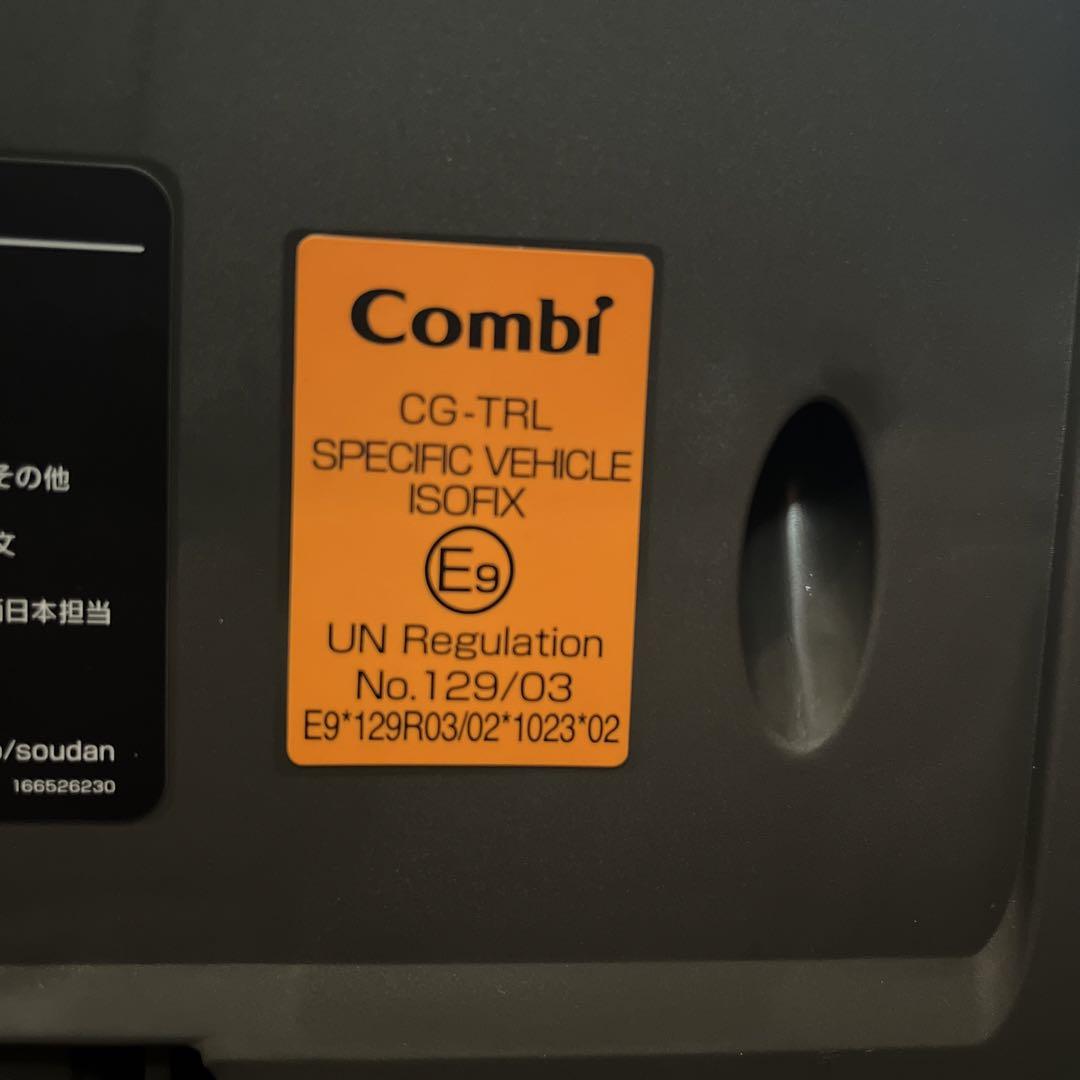 その他
文
日本担当
/soudan
166526230
Combi
CG-TRL
SPECIFIC VEHICLE
ISOFIX
E9
UN Regulation
No.129/03
E9*129R03/02*1023*02